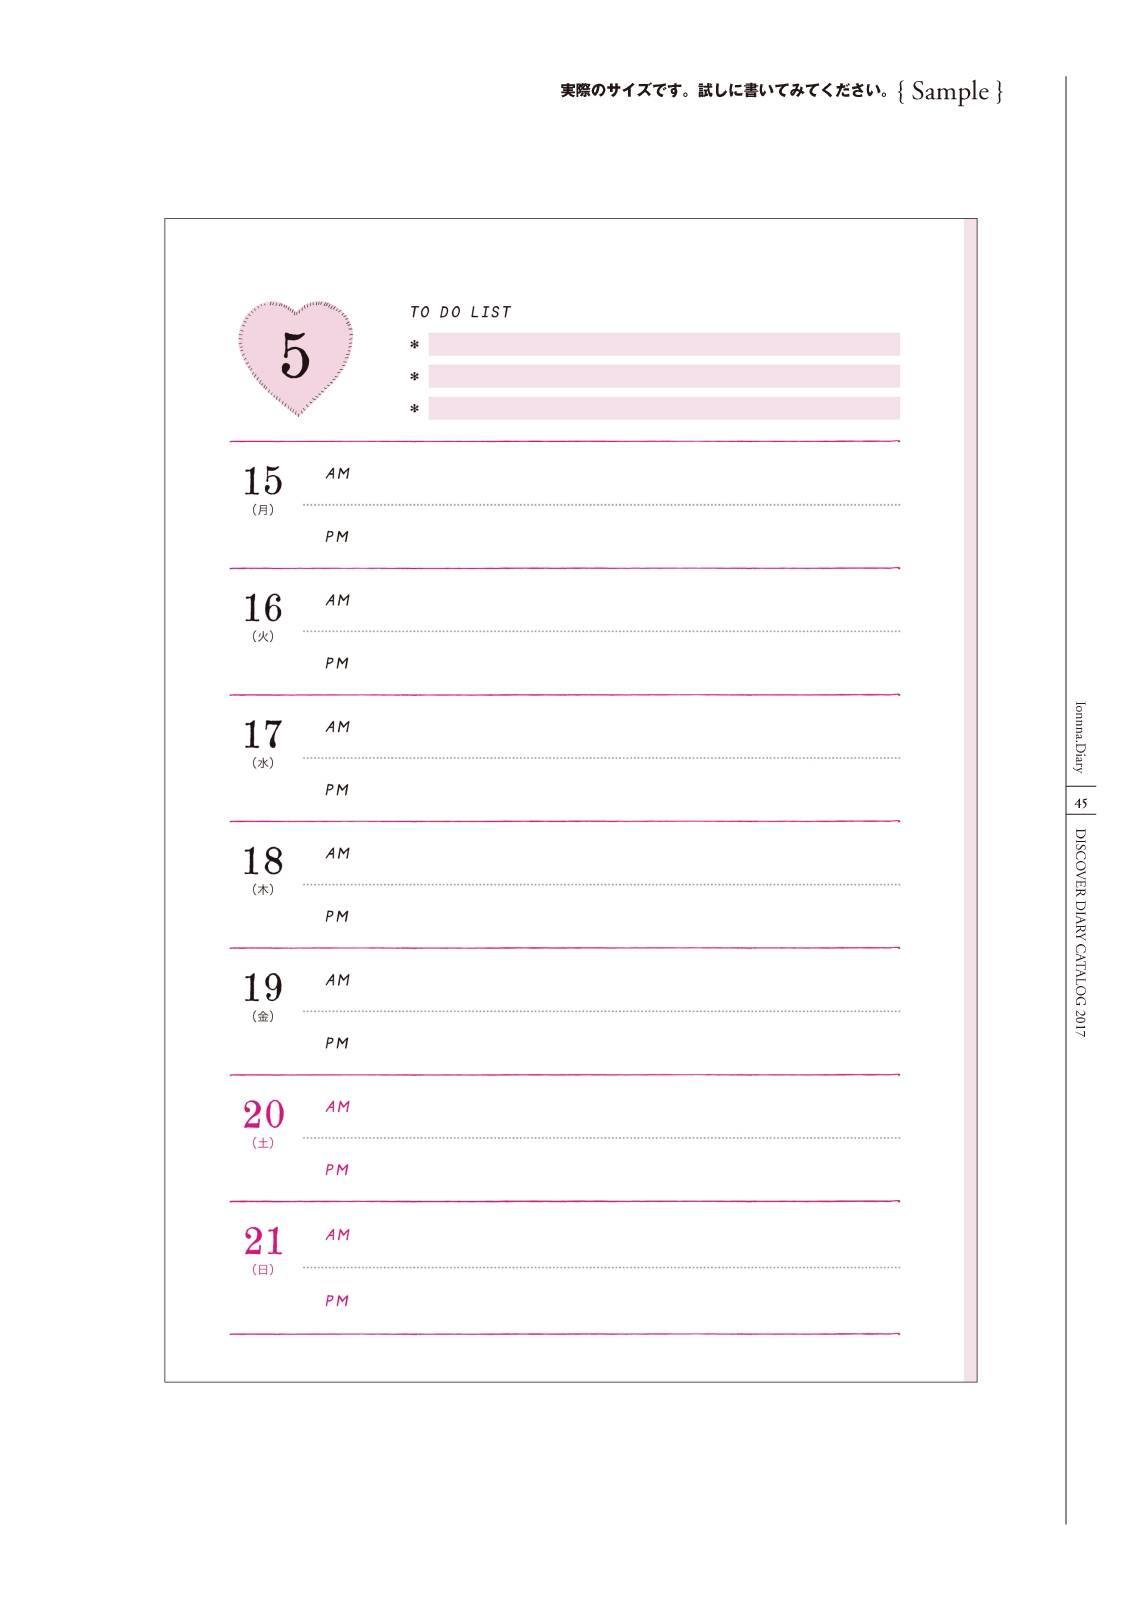 実際のサイズです。試しに書いてみてください。{ Sample }
5
TO DO LIST
*
*
*
15
(月)
AM
PM
16
(火)
AM
PM
17
(水)
AM
PM
18
(木)
AM
PM
19
(金)
AM
PM
20
(土)
AM
PM
21
(日)
AM
PM
Ionnna.Diary
45
DISCOVER DIARY CATALOG 2017